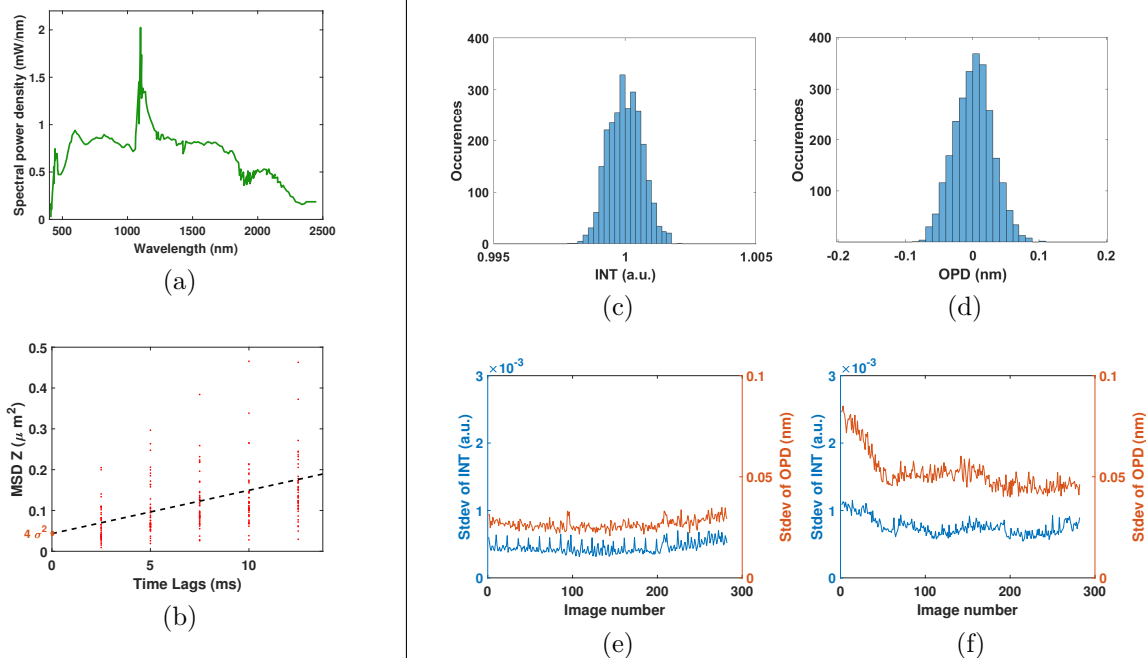 Spectral power density (mW/nm)
2
1.5
1
0.5
0
500 1000 1500 2000 2500
Wavelength (nm)
(a)
MSD Z (μ m²)
0.5
0.4
0.3
0.2
0.1
4 σ²
0
0 5 10
Time Lags (ms)
(b)
Occurences
400
300
200
100
0
0.995 1 1.005
INT (a.u.)
(c)
Occurences
400
300
200
100
-0.2 -0.1 0 0.1 0.2
OPD (nm)
(d)
×10⁻³
Stdev of INT (a.u.)
3
2
1
0
0.1
0.05
0
Stdev of OPD (nm)
0 100 200 300
Image number
(e)
×10⁻³
Stdev of INT (a.u.)
3
2
1
0
0.1
0.05
0
Stdev of OPD (nm)
0 100 200 300
Image number
(f)